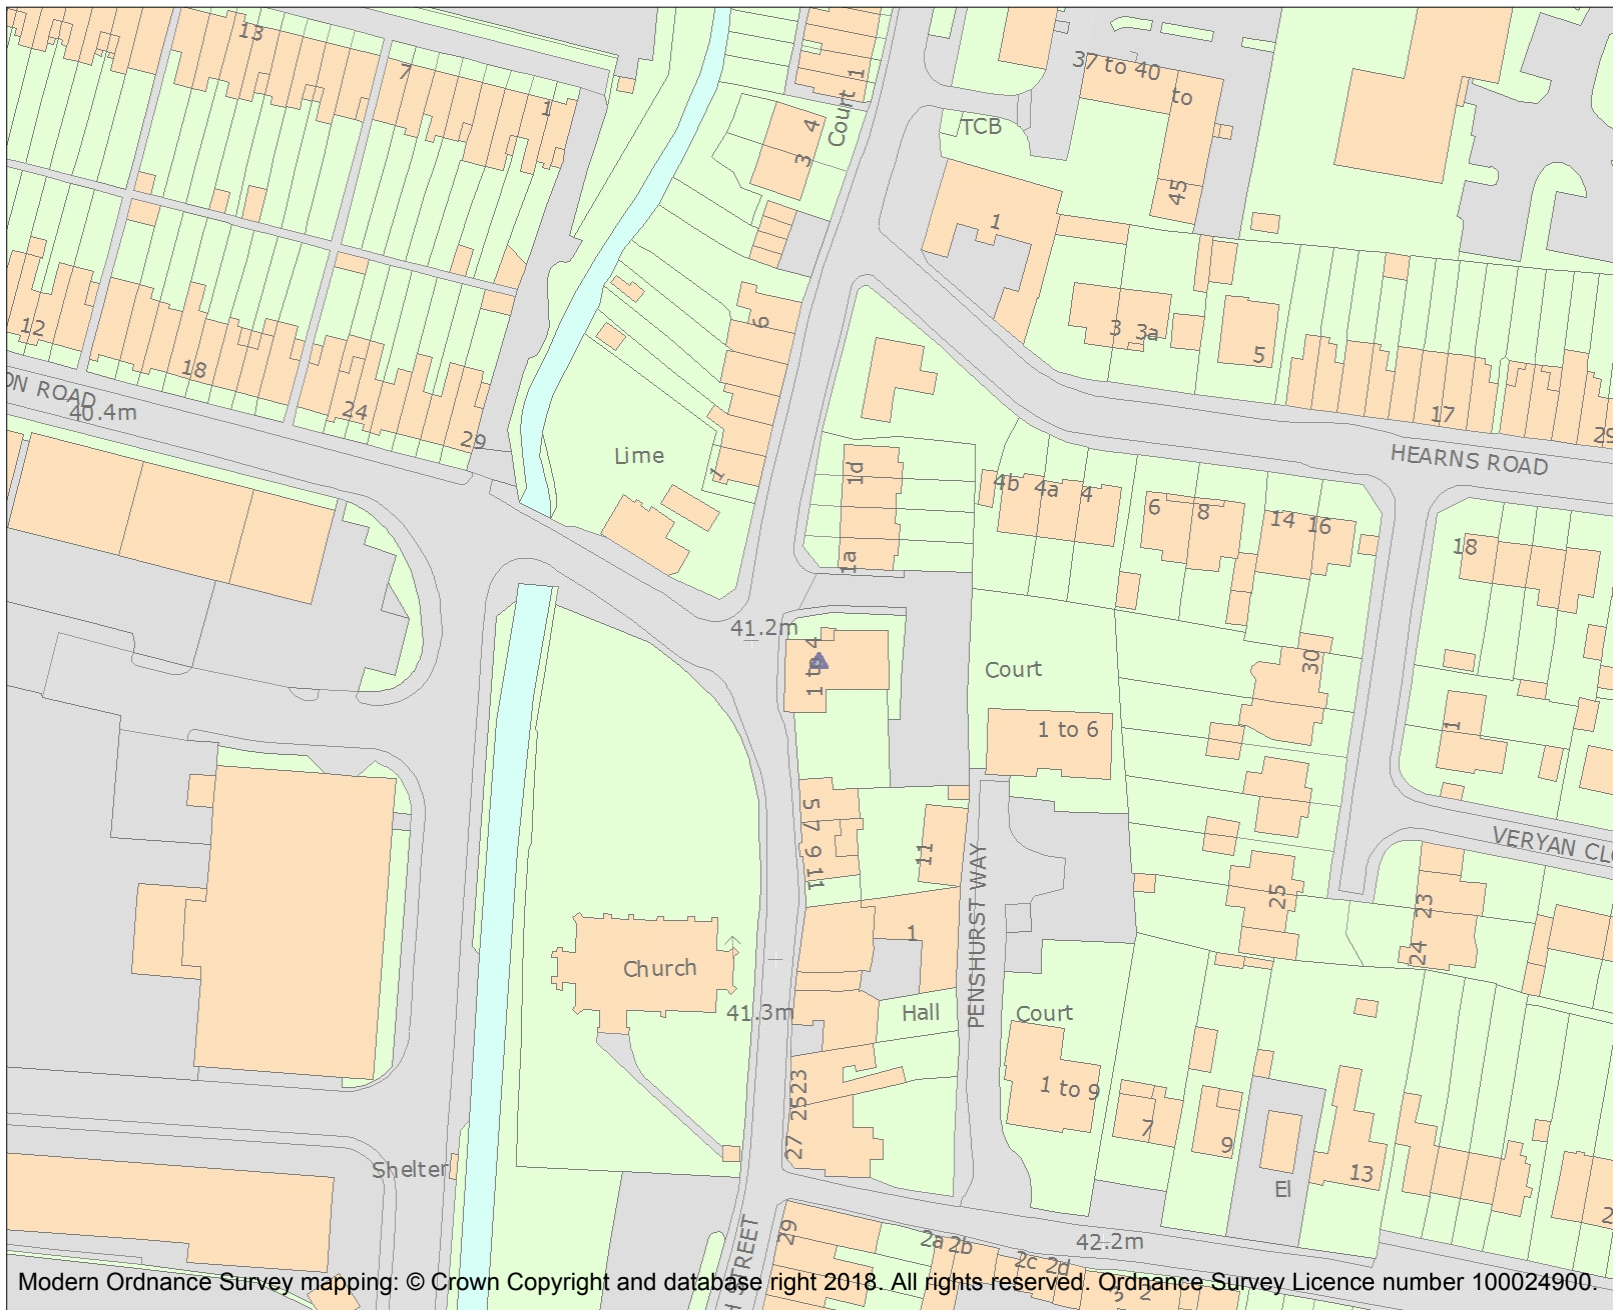 13
7
1
Court 1
4
3
37 to 40
to
TCB
45
1
12
18
24
29
ON ROAD
40.4m
6
1
Lime
3 3a
5
17
29
HEARNS ROAD
1d
1a
4b 4a 4
6 8
14 16
18
41.2m
1 to 4
Court
30
1
1 to 6
5 7 9 11
11
VERYAN CLO
PENSHURST WAY
25
23
24
1
Church
41.3m
Hall
Court
2523
27
1 to 9
7
9
13
El
Shelter
29
H STREET
2a 2b
2c 2d
42.2m
2
Modern Ordnance Survey mapping: © Crown Copyright and database right 2018. All rights reserved. Ordnance Survey Licence number 100024900.